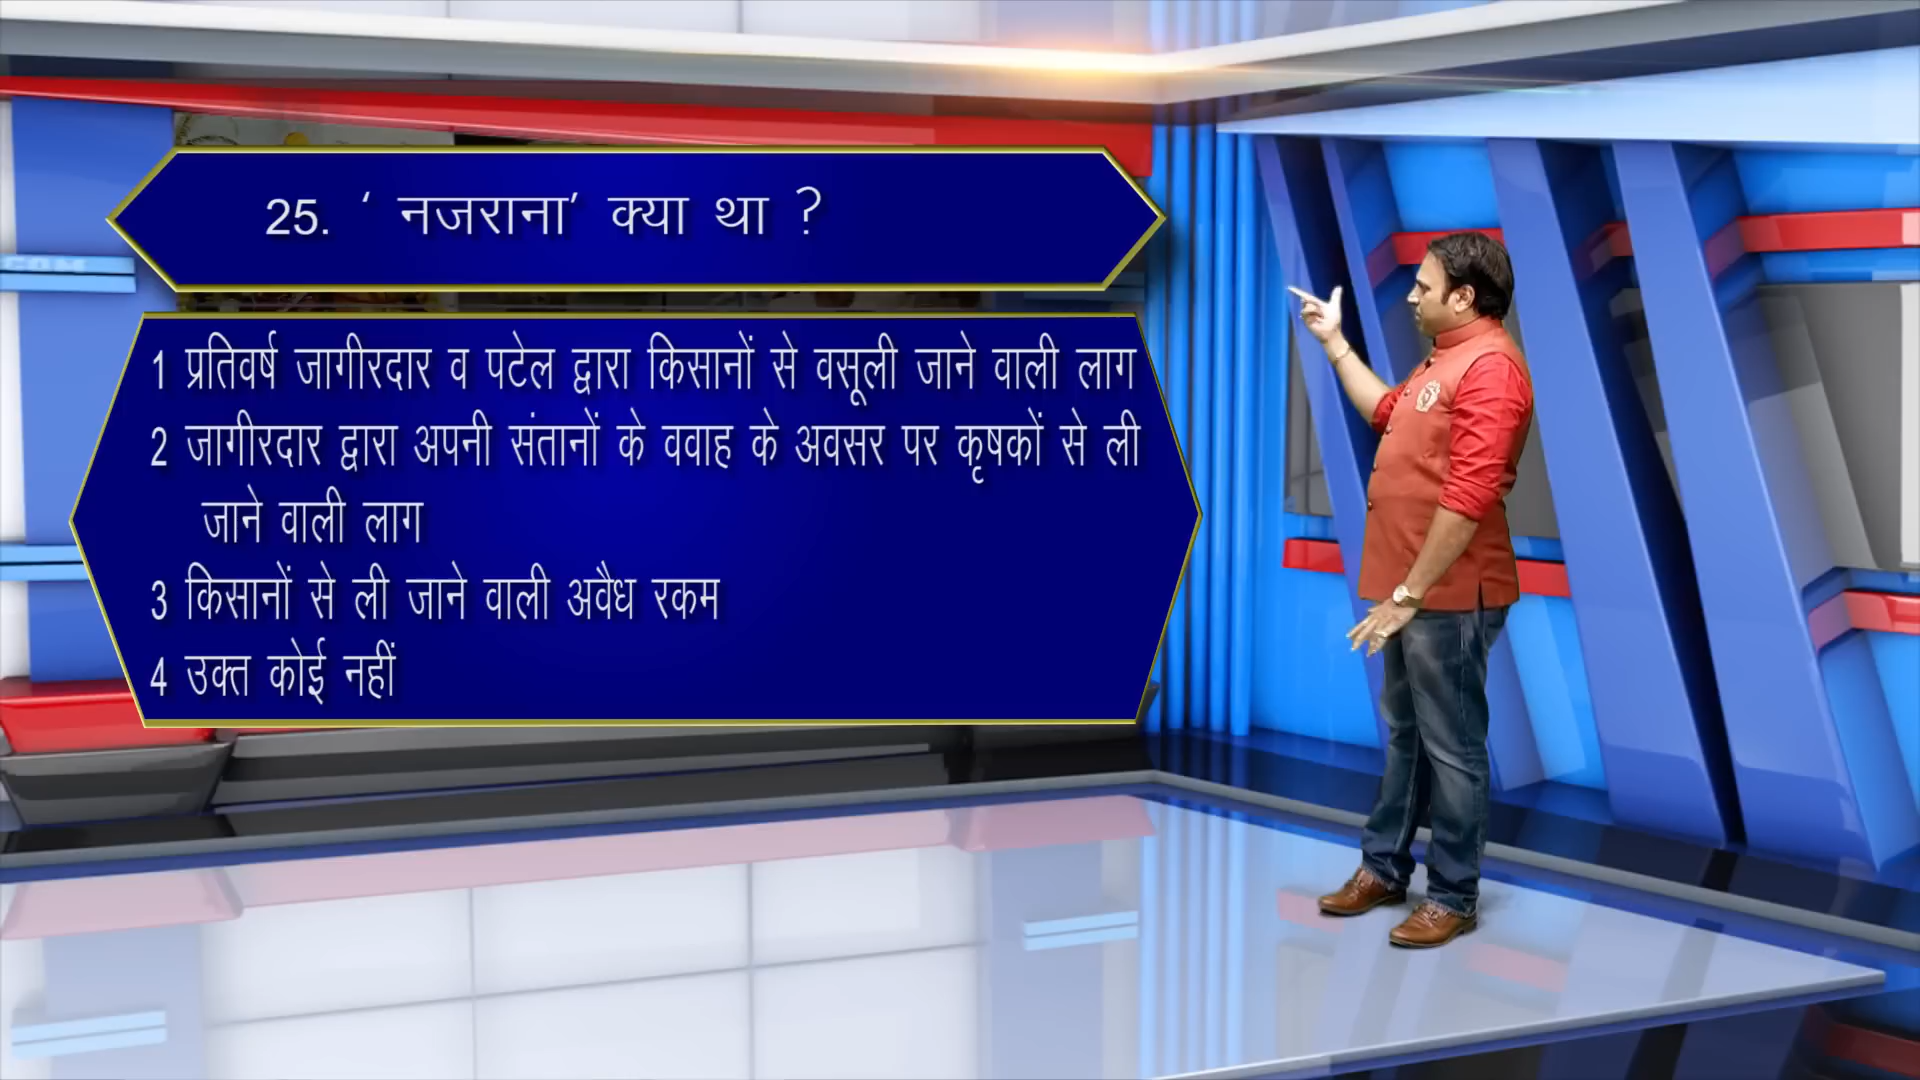 25. ‘ नजराना’ क्या था ?
1 प्रतिवर्ष जागीरदार व पटेल द्वारा किसानों से वसूली जाने वाली लाग
2 जागीरदार द्वारा अपनी संतानों के ववाह के अवसर पर कृषकों से ली
जाने वाली लाग
3 किसानों से ली जाने वाली अवैध रकम
4 उक्त कोई नहीं